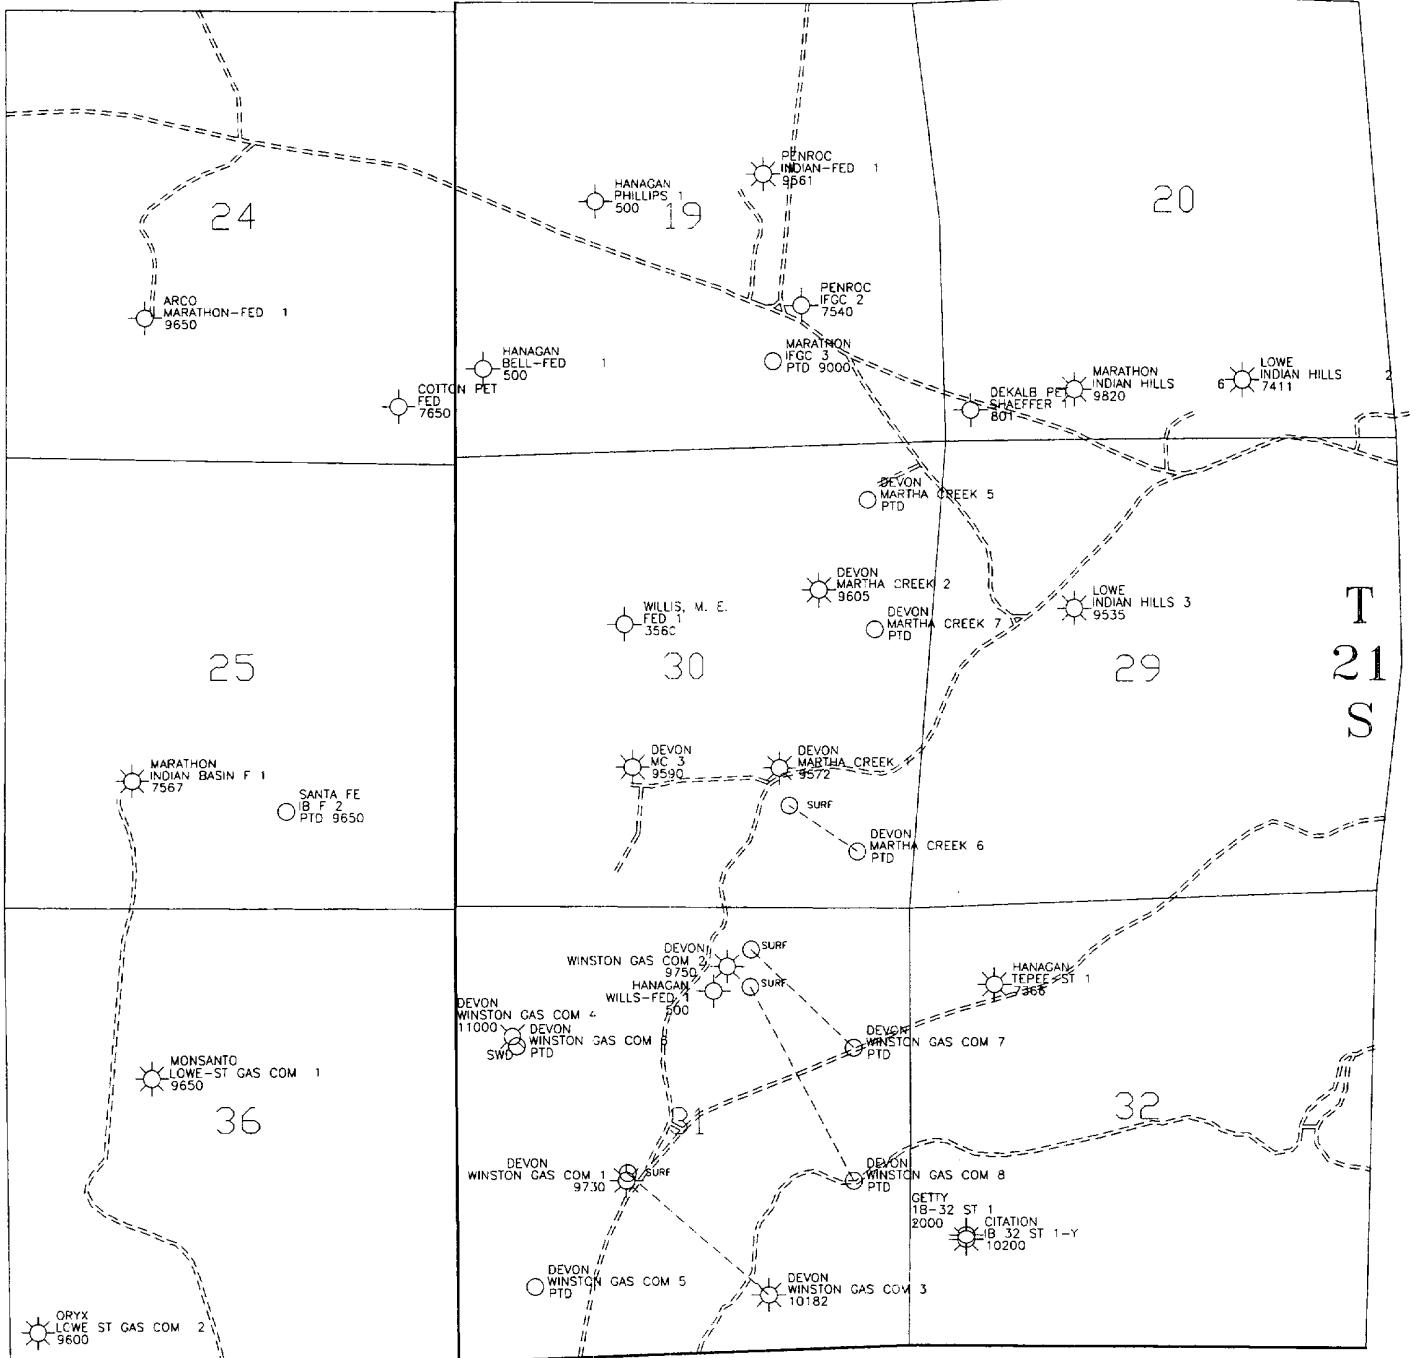 PENROC
INDIAN-FED 1
9561
HANAGAN
PHILLIPS 1
500
19
20
24
ARCO
MARATHON-FED 1
9650
PENROC
IFGC 2
7540
MARATHON
IFGC 3
PTD 9000
HANAGAN
BELL-FED 1
500
COTTON PET
FED
7650
DEKALB PET
SHAEFFER 1
801
MARATHON
INDIAN HILLS 6
9820
LOWE
INDIAN HILLS 2
7411
DEVON
MARTHA CREEK 5
PTD
DEVON
MARTHA CREEK 2
9605
WILLIS, M. E.
FED 1
3560
DEVON
MARTHA CREEK 7
PTD
LOWE
INDIAN HILLS 3
9535
T
21
S
25
30
29
MARATHON
INDIAN BASIN F 1
7567
SANTA FE
IB F 2
PTD 9650
DEVON
MC 3
9590
DEVON
MARTHA CREEK
9572
SURF
DEVON
MARTHA CREEK 6
PTD
DEVON
WINSTON GAS COM 2
9750
SURF
HANAGAN
WILLS-FED 1
500
SURF
HANAGAN
TEPEE-ST 1
7366
DEVON
WINSTON GAS COM 4
11000
SWD
DEVON
WINSTON GAS COM 6
PTD
DEVON
WINSTON GAS COM 7
PTD
MONSANTO
LOWE-ST GAS COM 1
9650
36
31
32
DEVON
WINSTON GAS COM 1
9730
SURF
DEVON
WINSTON GAS COM 8
PTD
GETTY
1B-32 ST 1
2000
CITATION
IB 32 ST 1-Y
10200
DEVON
WINSTON GAS COM 5
PTD
DEVON
WINSTON GAS COM 3
10182
ORYX
LOWE ST GAS COM 2
9600